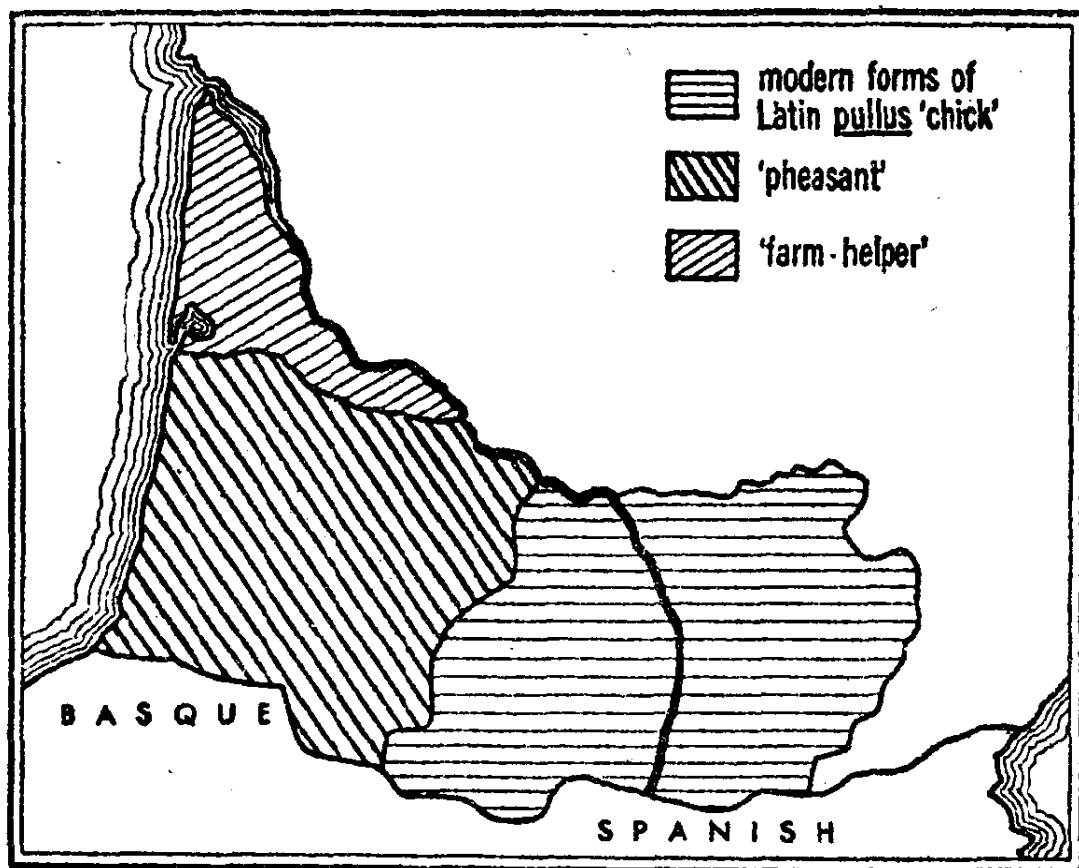 modern forms of
Latin pullus 'chick'
'pheasant'
'farm-helper'
BASQUE
SPANISH